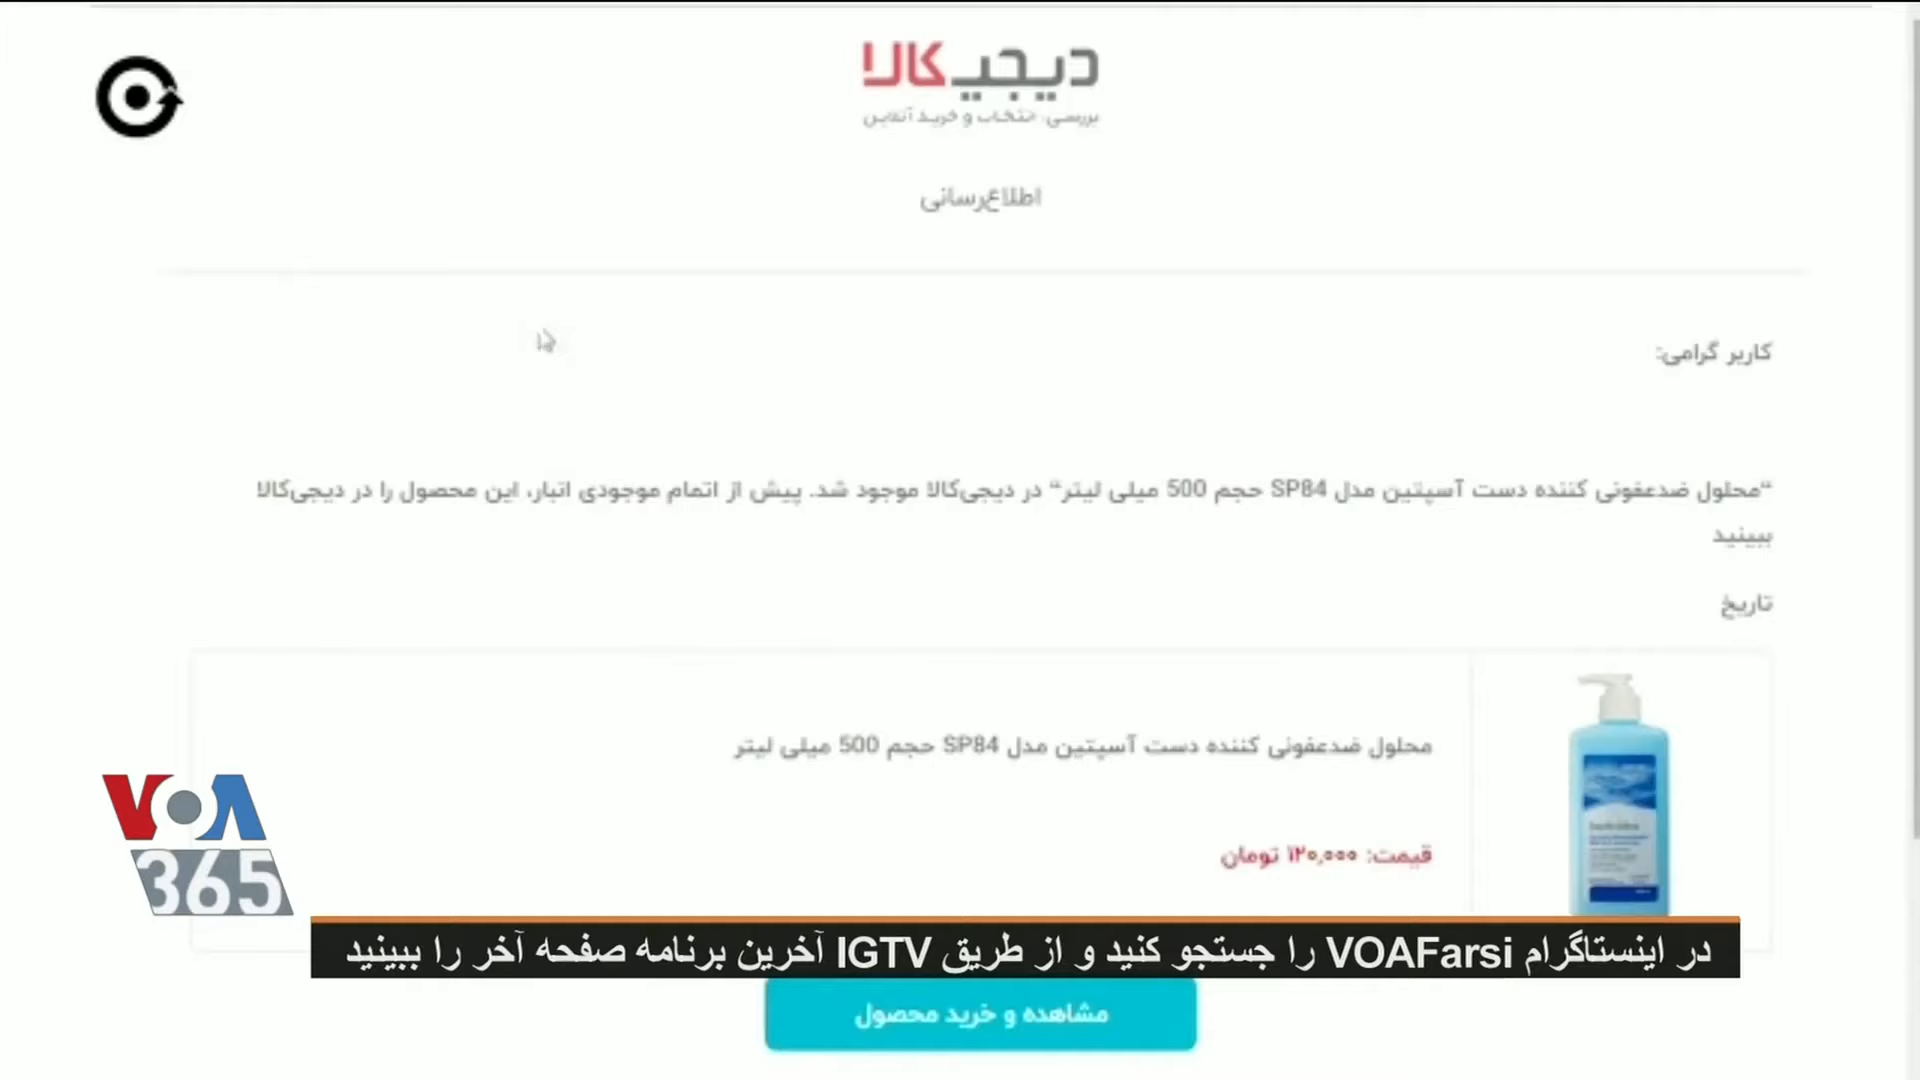 دیجی‌کالا
بررسی، انتخاب و خرید آنلاین
اطلاع‌رسانی
کاربر گرامی:
“محلول ضدعفونی کننده دست آسپتین مدل SP84 حجم 500 میلی لیتر“ در دیجی‌کالا موجود شد. پیش از اتمام موجودی انبار، این محصول را در دیجی‌کالا
ببینید
تاریخ
محلول ضدعفونی کننده دست آسپتین مدل SP84 حجم 500 میلی لیتر
قیمت: ۱۲۰,۰۰۰ تومان
VOA
365
در اینستاگرام VOAFarsi را جستجو کنید و از طریق IGTV آخرین برنامه صفحه آخر را ببینید
مشاهده و خرید محصول